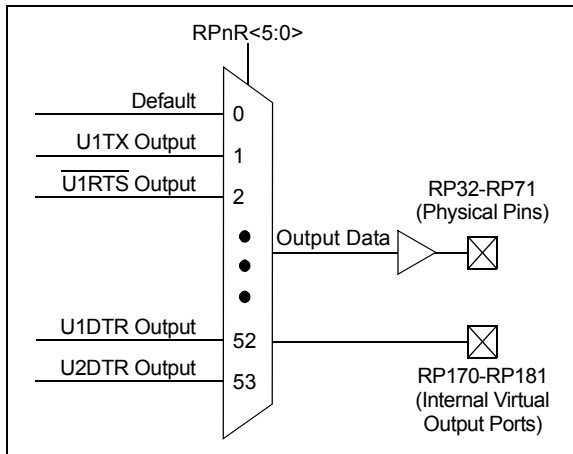 RPnR<5:0>
Default
0
U1TX Output
1
U1RTS Output
2
RP32-RP71
(Physical Pins)
Output Data
U1DTR Output
52
U2DTR Output
53
RP170-RP181
(Internal Virtual
Output Ports)